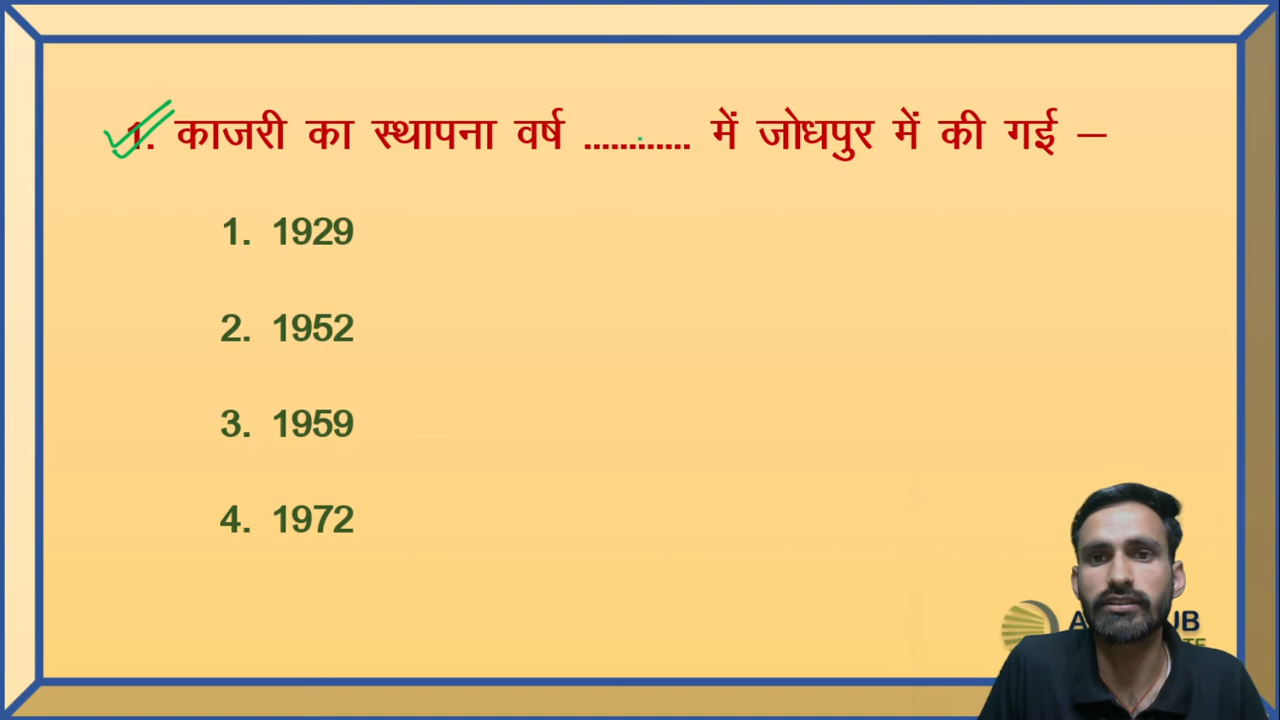 1. काजरी का स्थापना वर्ष ............ में जोधपुर में की गई –
1. 1929
2. 1952
3. 1959
4. 1972